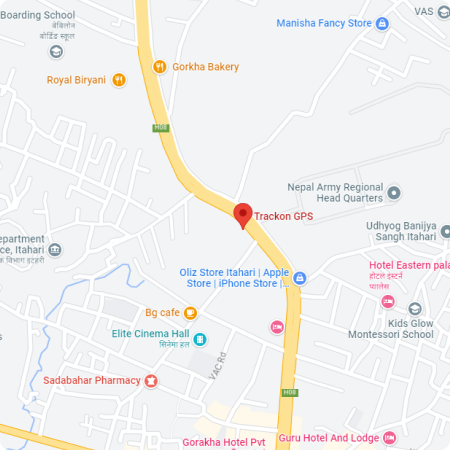 VAS
Boarding School
बेबिलोन
बोर्डिङ स्कूल
Manisha Fancy Store
Gorkha Bakery
Royal Biryani
H08
Nepal Army Regional
Head Quarters
Trackon GPS
Udhyog Banijya
Sangh Itahari
epartment
ce, Itahari
क विभाग इटहरी
Oliz Store Itahari | Apple
Store | iPhone Store |...
Hotel Eastern pala
होटल इस्टर्न
प्यालेस
Bg cafe
Kids Glow
Montessori School
Elite Cinema Hall
सिनेमा हल
VAC Rd
Sadabahar Pharmacy
H08
Gorakha Hotel Pvt
Guru Hotel And Lodge